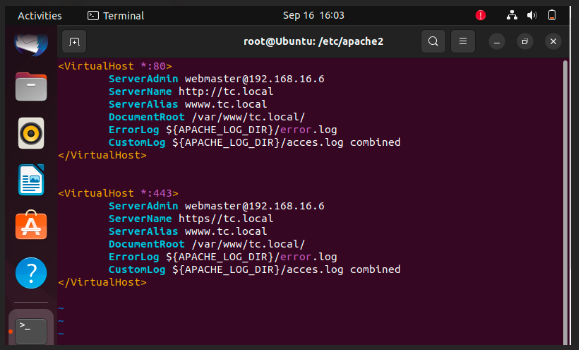 Activities
Terminal
Sep 16 16:03
root@Ubuntu: /etc/apache2
<VirtualHost *:80>
ServerAdmin webmaster@192.168.16.6
ServerName http://tc.local
ServerAlias wwww.tc.local
DocumentRoot /var/www/tc.local/
ErrorLog ${APACHE_LOG_DIR}/error.log
CustomLog ${APACHE_LOG_DIR}/acces.log combined
</VirtualHost>
<VirtualHost *:443>
ServerAdmin webmaster@192.168.16.6
ServerName https//tc.local
ServerAlias wwww.tc.local
DocumentRoot /var/www/tc.local/
ErrorLog ${APACHE_LOG_DIR}/error.log
CustomLog ${APACHE_LOG_DIR}/acces.log combined
</VirtualHost>
~
~
~